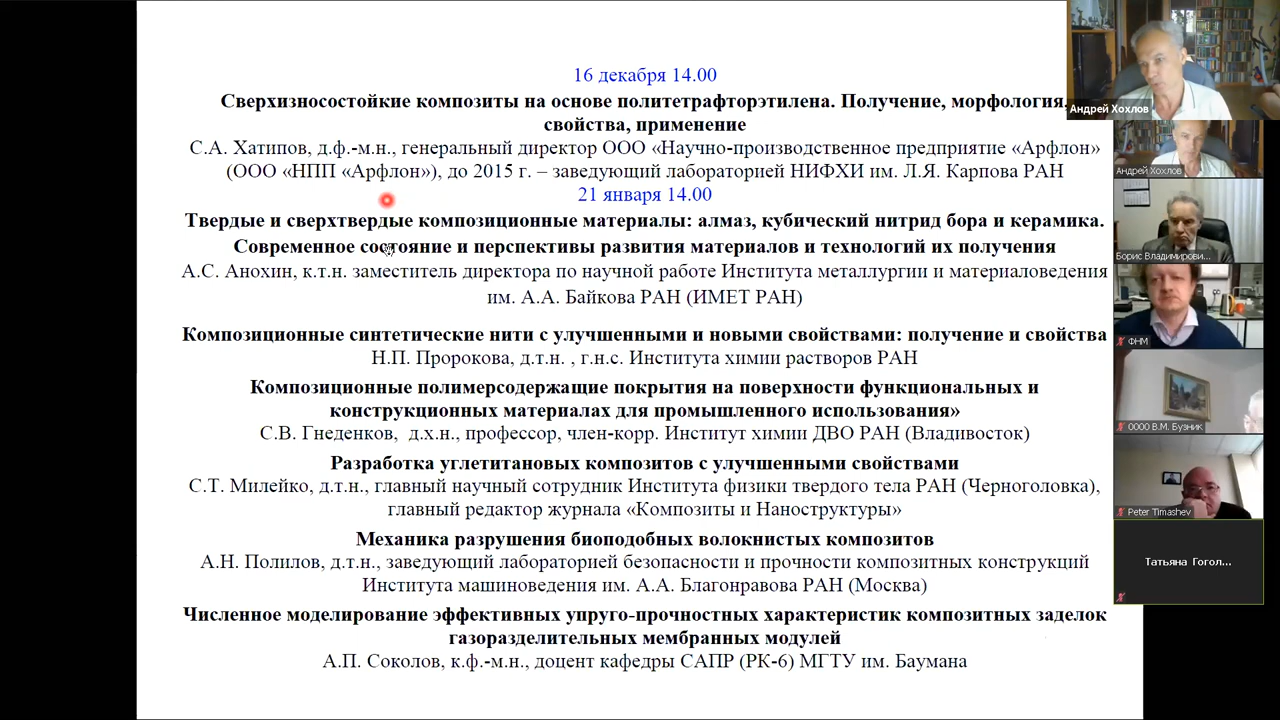 16 декабря 14.00
Сверхизносостойкие композиты на основе политетрафторэтилена. Получение, морфология,
свойства, применение
С.А. Хатипов, д.ф.-м.н., генеральный директор ООО «Научно-производственное предприятие «Арфлон»
(ООО «НПП «Арфлон»), до 2015 г. – заведующий лабораторией НИФХИ им. Л.Я. Карпова РАН
21 января 14.00
Твердые и сверхтвердые композиционные материалы: алмаз, кубический нитрид бора и керамика.
Современное состояние и перспективы развития материалов и технологий их получения
А.С. Анохин, к.т.н. заместитель директора по научной работе Института металлургии и материаловедения
им. А.А. Байкова РАН (ИМЕТ РАН)
Композиционные синтетические нити с улучшенными и новыми свойствами: получение и свойства
Н.П. Пророкова, д.т.н. , г.н.с. Института химии растворов РАН
Композиционные полимерсодержащие покрытия на поверхности функциональных и
конструкционных материалах для промышленного использования»
С.В. Гнеденков, д.х.н., профессор, член-корр. Институт химии ДВО РАН (Владивосток)
Разработка углетитановых композитов с улучшенными свойствами
С.Т. Милейко, д.т.н., главный научный сотрудник Института физики твердого тела РАН (Черноголовка),
главный редактор журнала «Композиты и Наноструктуры»
Механика разрушения биоподобных волокнистых композитов
А.Н. Полилов, д.т.н., заведующий лабораторией безопасности и прочности композитных конструкций
Института машиноведения им. А.А. Благонравова РАН (Москва)
Численное моделирование эффективных упруго-прочностных характеристик композитных заделок
газоразделительных мембранных модулей
А.П. Соколов, к.ф.-м.н., доцент кафедры САПР (РК-6) МГТУ им. Баумана
Андрей Хохлов
Андрей Хохлов
Борис Владимирови...
ФНМ
0000 В.М. Бузник
Peter Timashev
Татьяна Гогол...